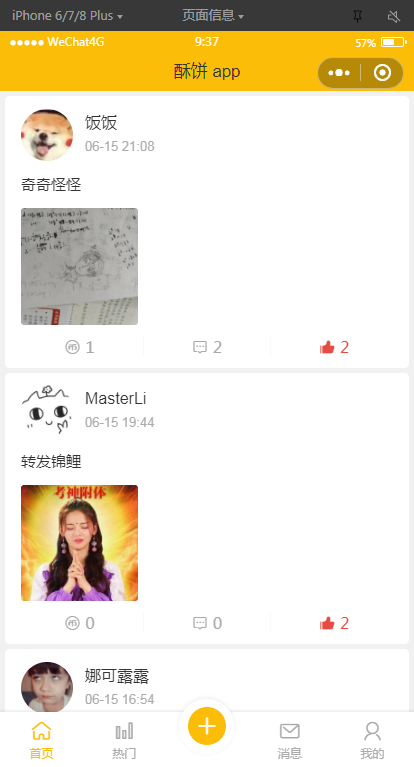 iPhone 6/7/8 Plus 页面信息
WeChat4G 9:37 57%
酥饼 app
饭饭
06-15 21:08
奇奇怪怪
1 2 2
MasterLi
06-15 19:44
转发锦鲤
考神附体
0 0 2
娜可露露
06-15 16:54
首页 热门 消息 我的